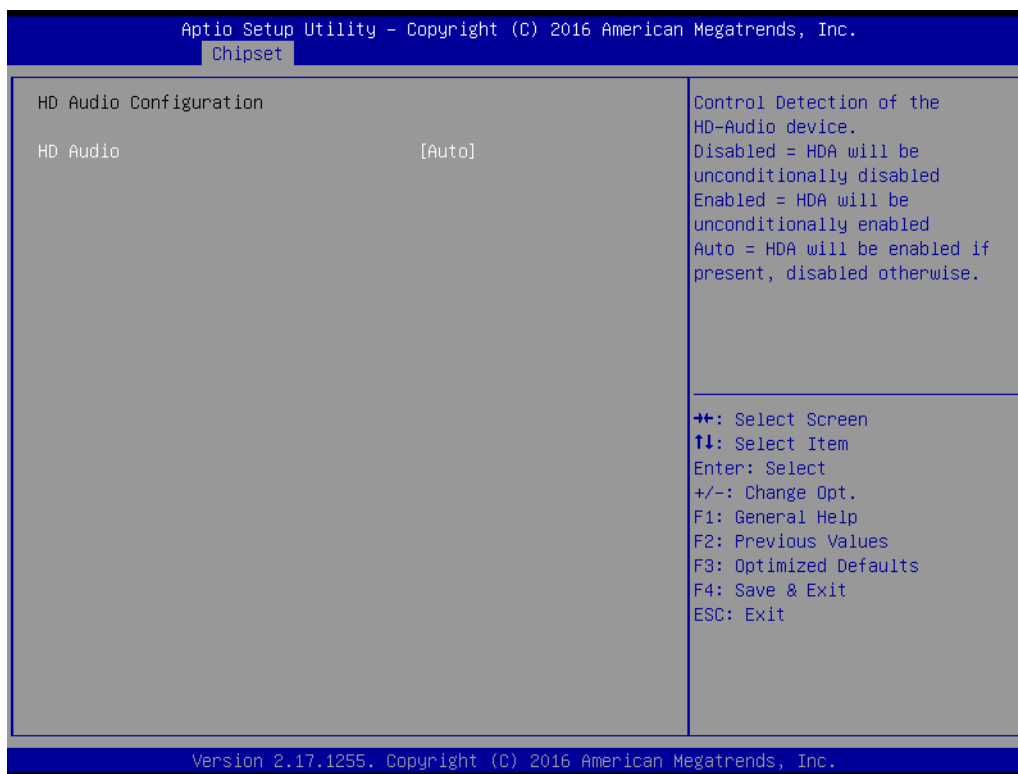 Aptio Setup Utility – Copyright (C) 2016 American Megatrends, Inc.
Chipset
HD Audio Configuration
HD Audio [Auto]
Control Detection of the
HD-Audio device.
Disabled = HDA will be
unconditionally disabled
Enabled = HDA will be
unconditionally enabled
Auto = HDA will be enabled if
present, disabled otherwise.
→←: Select Screen
↑↓: Select Item
Enter: Select
+/-: Change Opt.
F1: General Help
F2: Previous Values
F3: Optimized Defaults
F4: Save & Exit
ESC: Exit
Version 2.17.1255. Copyright (C) 2016 American Megatrends, Inc.